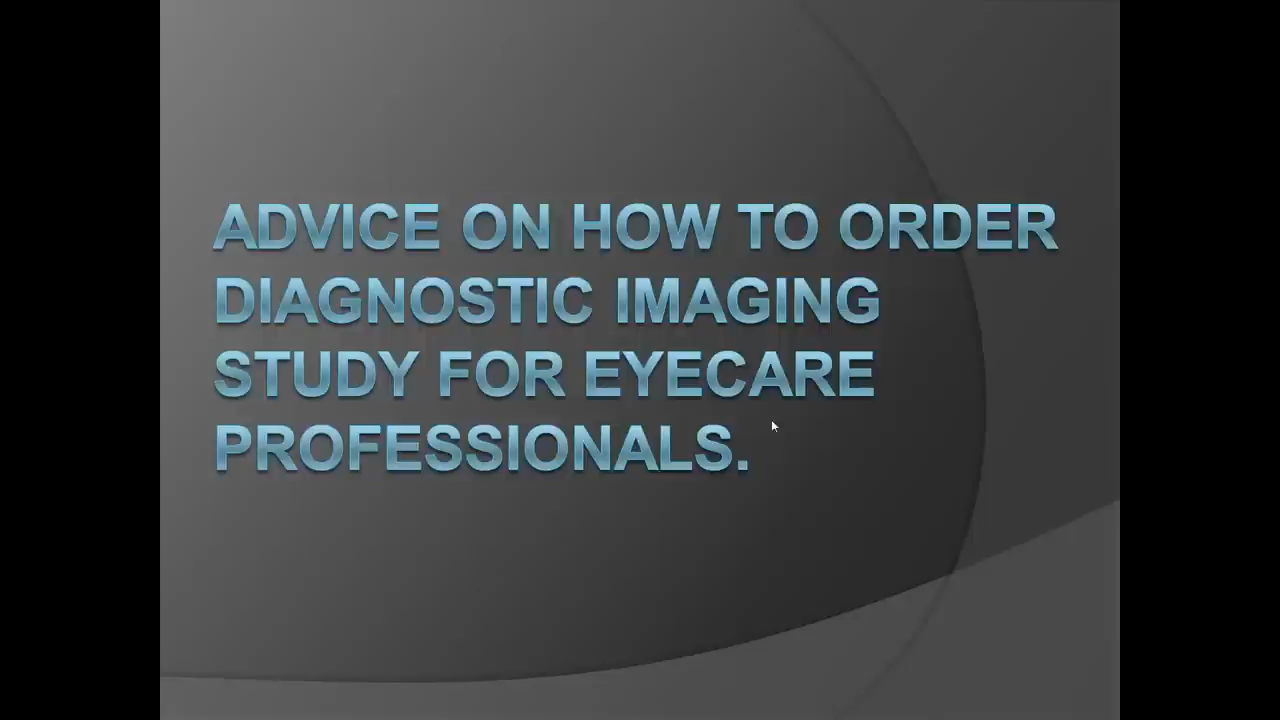 ADVICE ON HOW TO ORDER
DIAGNOSTIC IMAGING
STUDY FOR EYECARE
PROFESSIONALS.